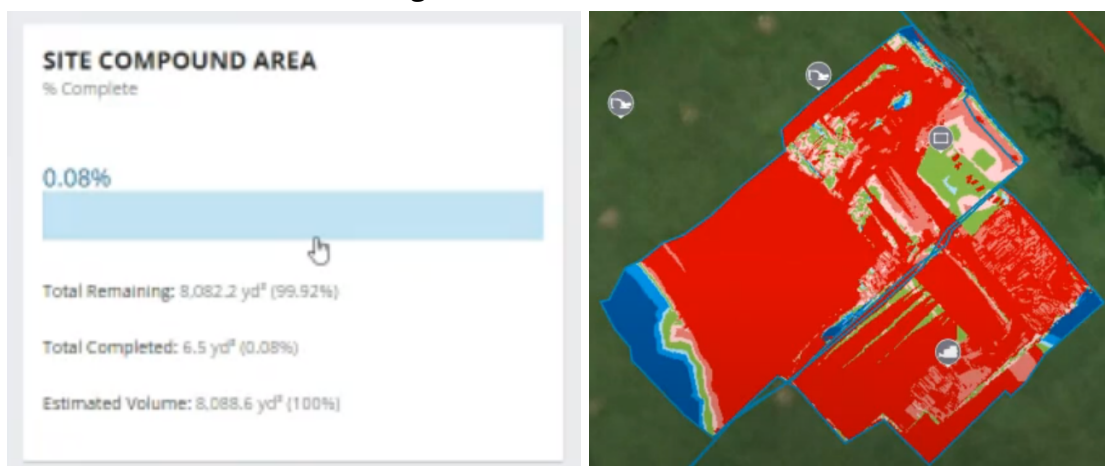 SITE COMPOUND AREA
% Complete
0.08%
Total Remaining: 8,082.2 yd³ (99.92%)
Total Completed: 6.5 yd³ (0.08%)
Estimated Volume: 8,088.6 yd³ (100%)